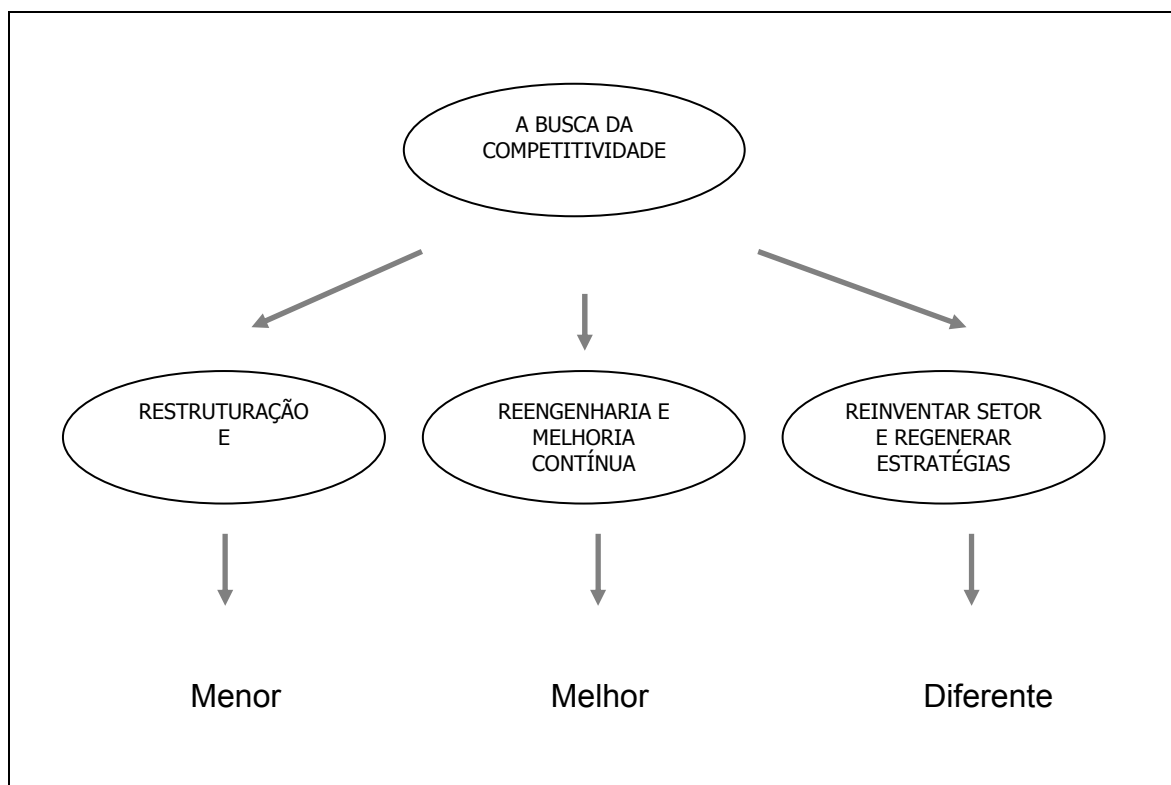 A BUSCA DA
COMPETITIVIDADE
RESTRUTURAÇÃO
E
REENGENHARIA E
MELHORIA
CONTÍNUA
REINVENTAR SETOR
E REGENERAR
ESTRATÉGIAS
Menor
Melhor
Diferente